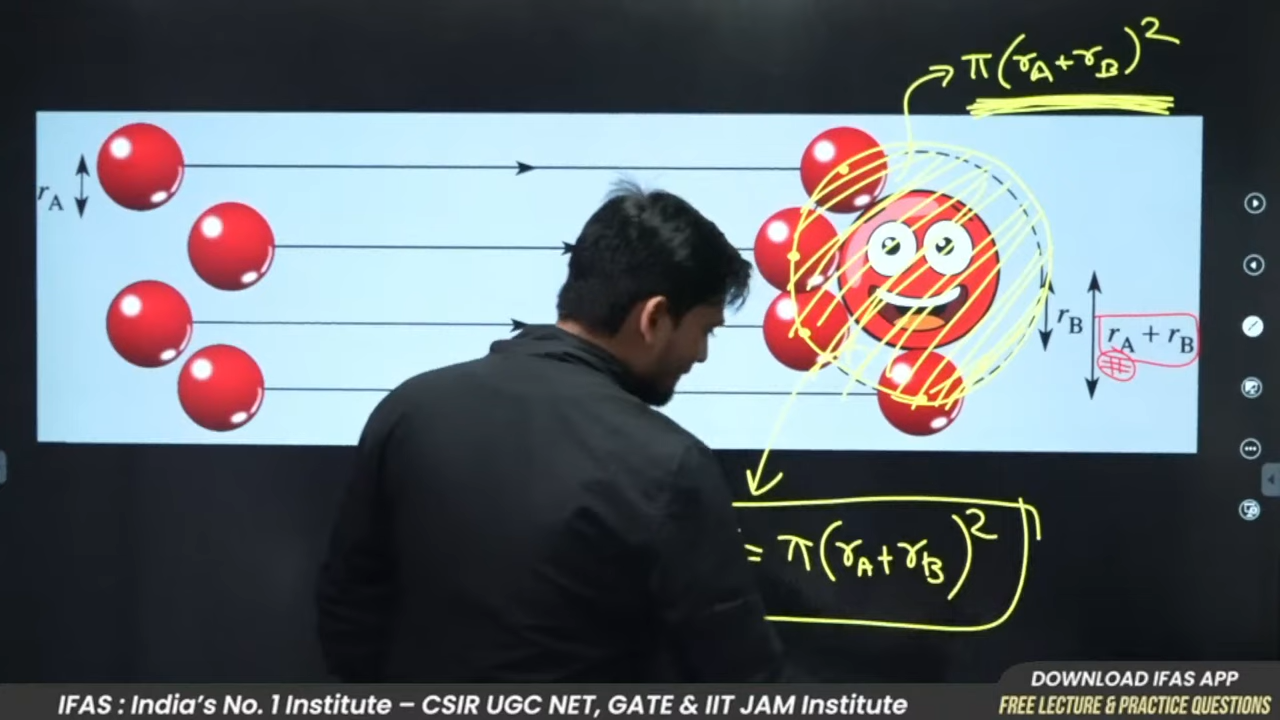 π(rA+rB)²
rA
rB
rA + rB
= π(rA+rB)²
DOWNLOAD IFAS APP
IFAS : India's No. 1 Institute – CSIR UGC NET, GATE & IIT JAM Institute
FREE LECTURE & PRACTICE QUESTIONS